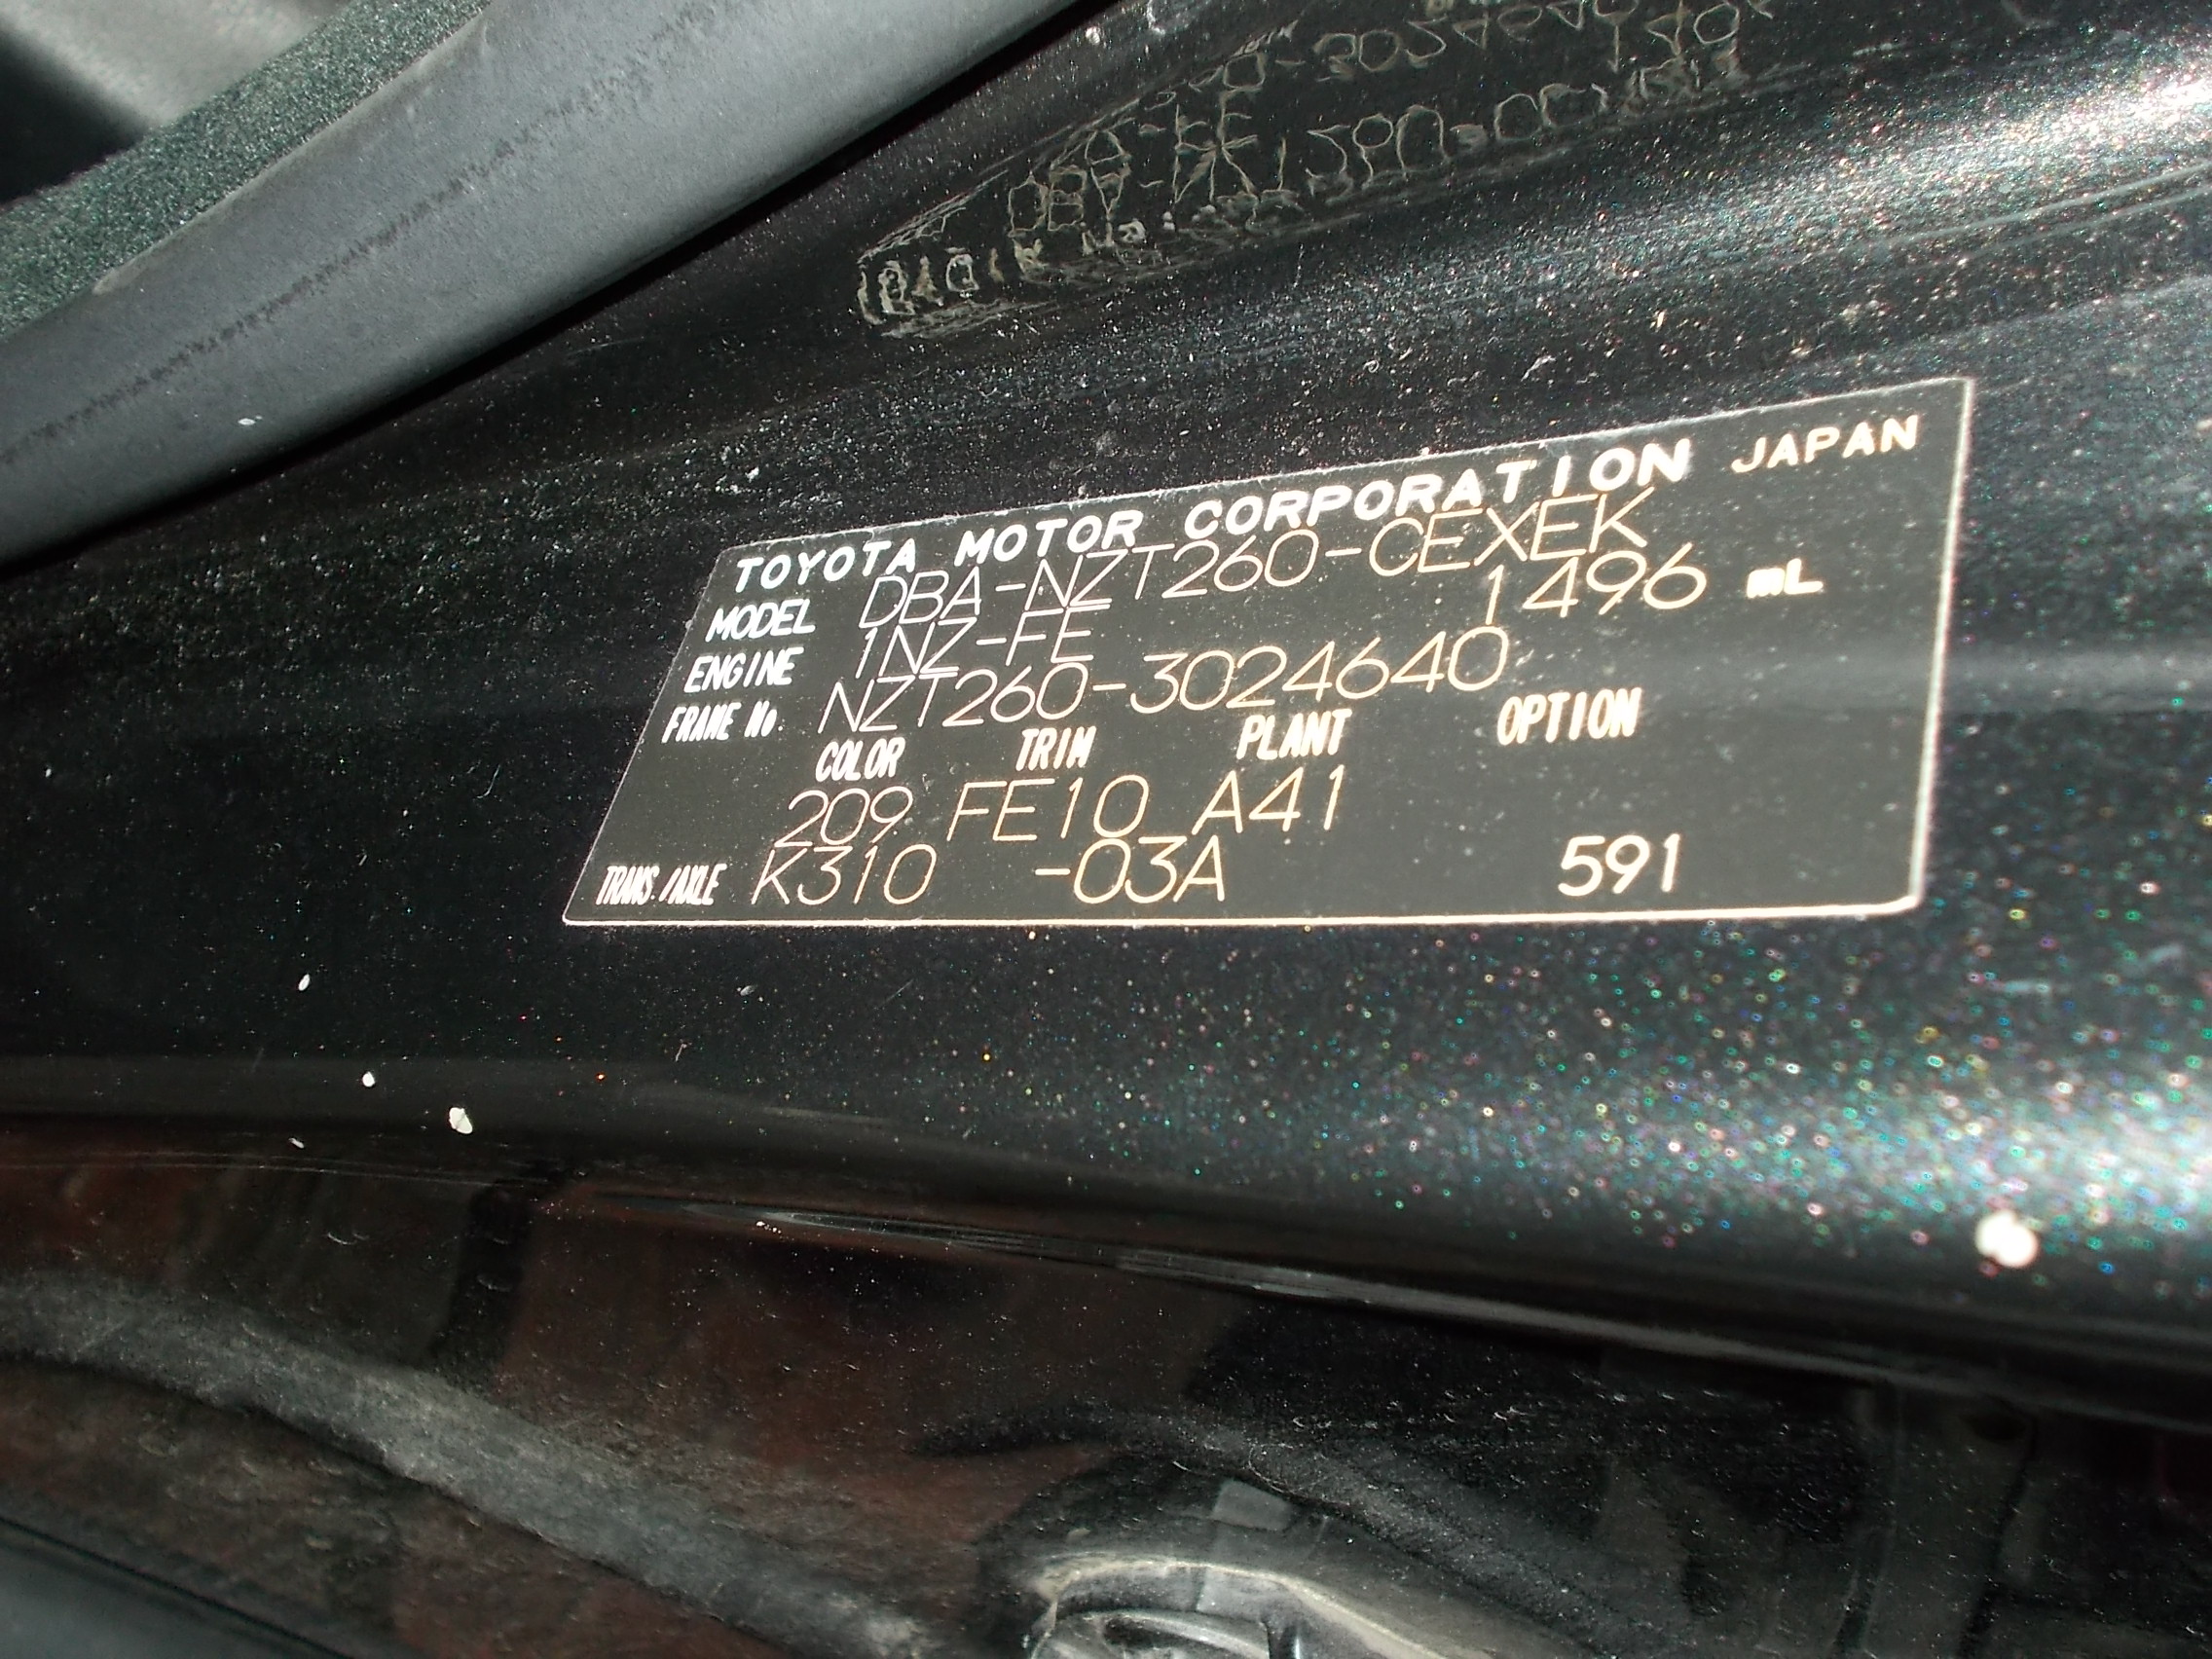 TOYOTA MOTOR CORPORATION JAPAN
MODEL DBA-NZT260-CEXEK
ENGINE 1NZ-FE 1496 mL
FRAME No. NZT260-3024640
COLOR TRIM PLANT OPTION
209 FE10 A41
TRANS./AXLE K310 -03A 591